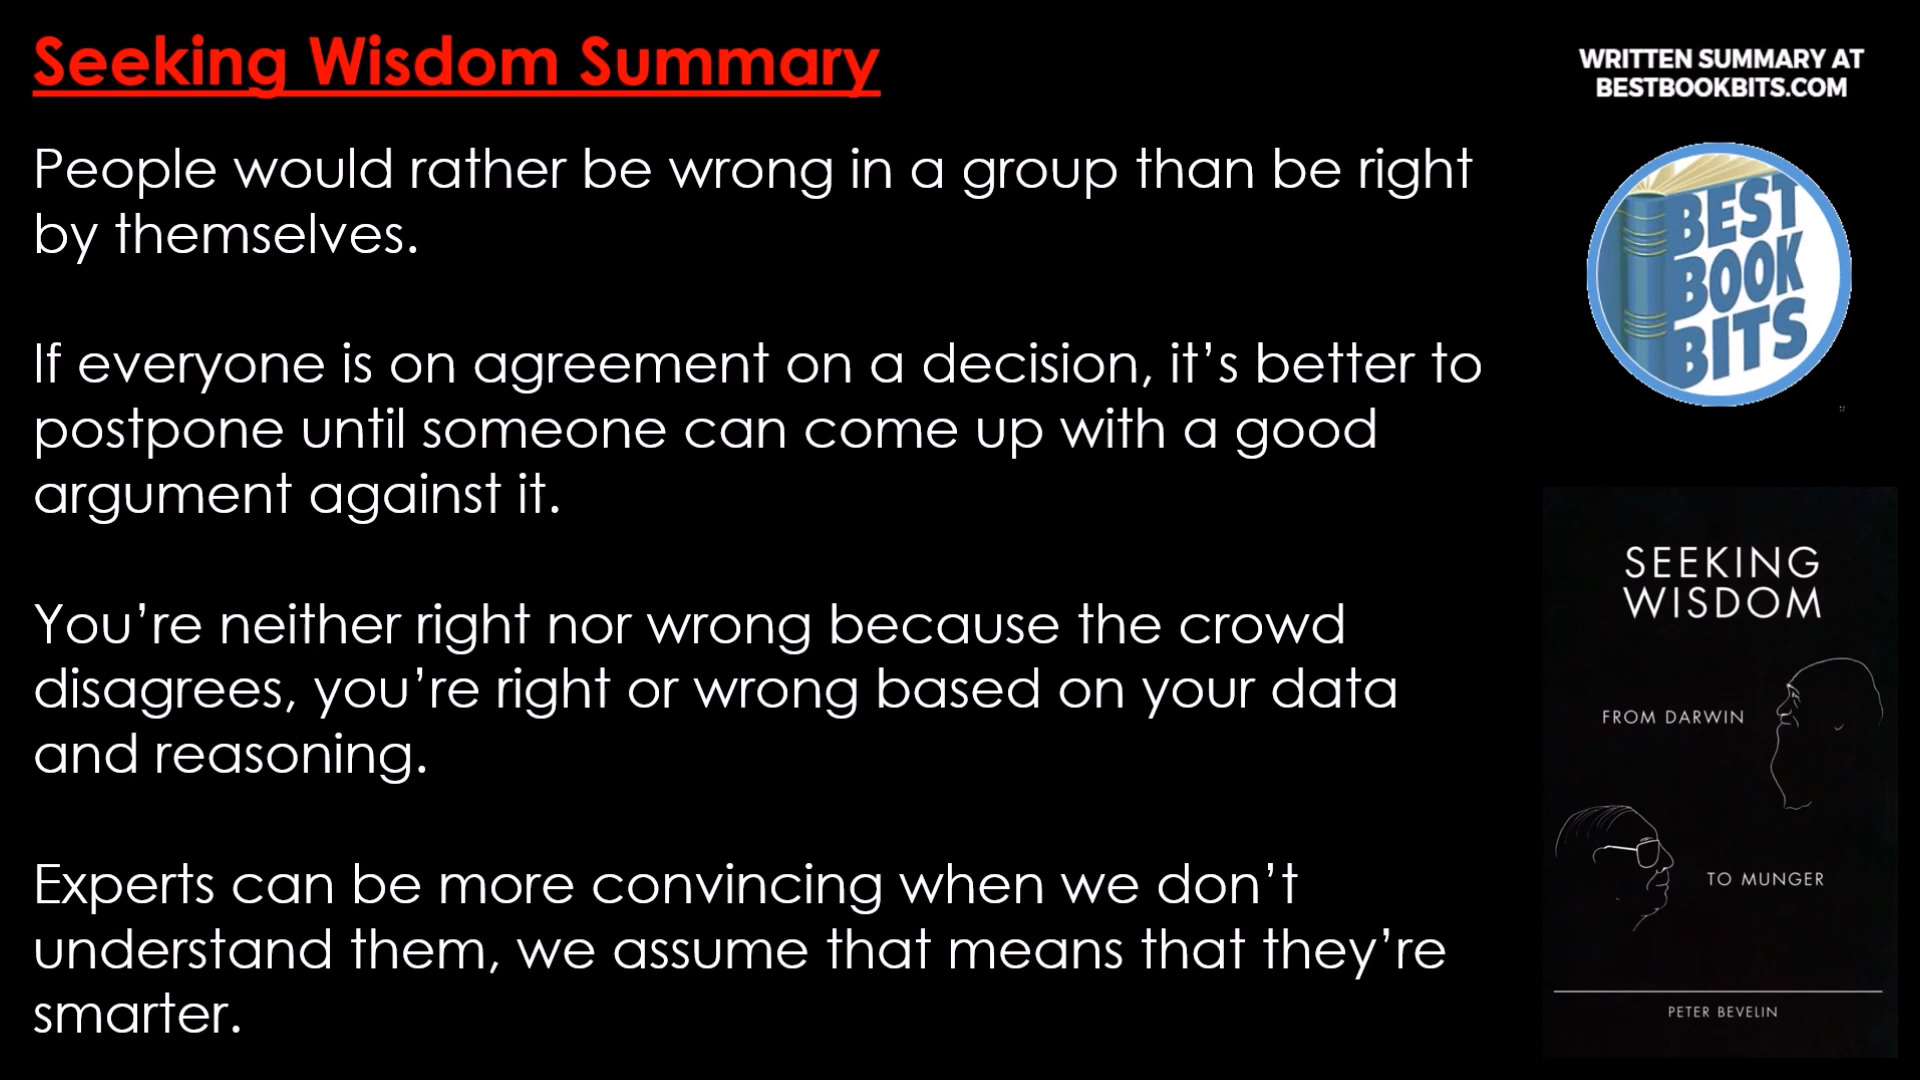 Seeking Wisdom Summary
People would rather be wrong in a group than be right
by themselves.
If everyone is on agreement on a decision, it’s better to
postpone until someone can come up with a good
argument against it.
You’re neither right nor wrong because the crowd
disagrees, you’re right or wrong based on your data
and reasoning.
Experts can be more convincing when we don’t
understand them, we assume that means that they’re
smarter.
WRITTEN SUMMARY AT
BESTBOOKBITS.COM
BEST
BOOK
BITS
SEEKING
WISDOM
FROM DARWIN
TO MUNGER
PETER BEVELIN